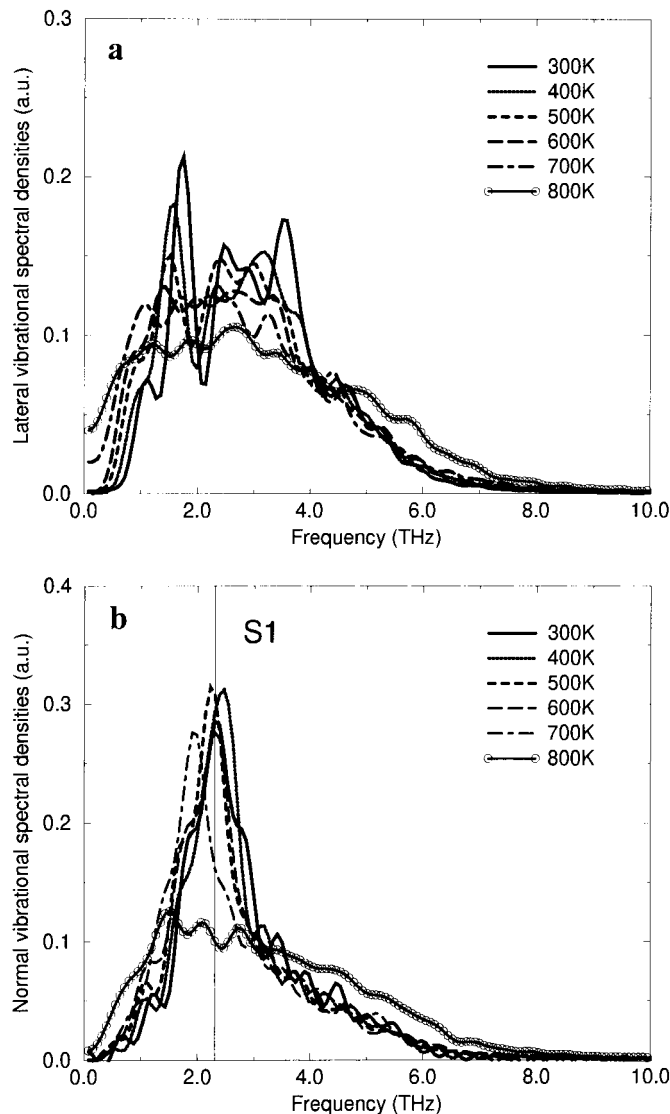 a
Lateral vibrational spectral densities (a.u.)
0.3
0.2
0.1
0.0
300K
400K
500K
600K
700K
800K
0.0 2.0 4.0 6.0 8.0 10.0
Frequency (THz)
b
S1
Normal vibrational spectral densities (a.u.)
0.4
0.3
0.2
0.1
0.0
300K
400K
500K
600K
700K
800K
0.0 2.0 4.0 6.0 8.0 10.0
Frequency (THz)